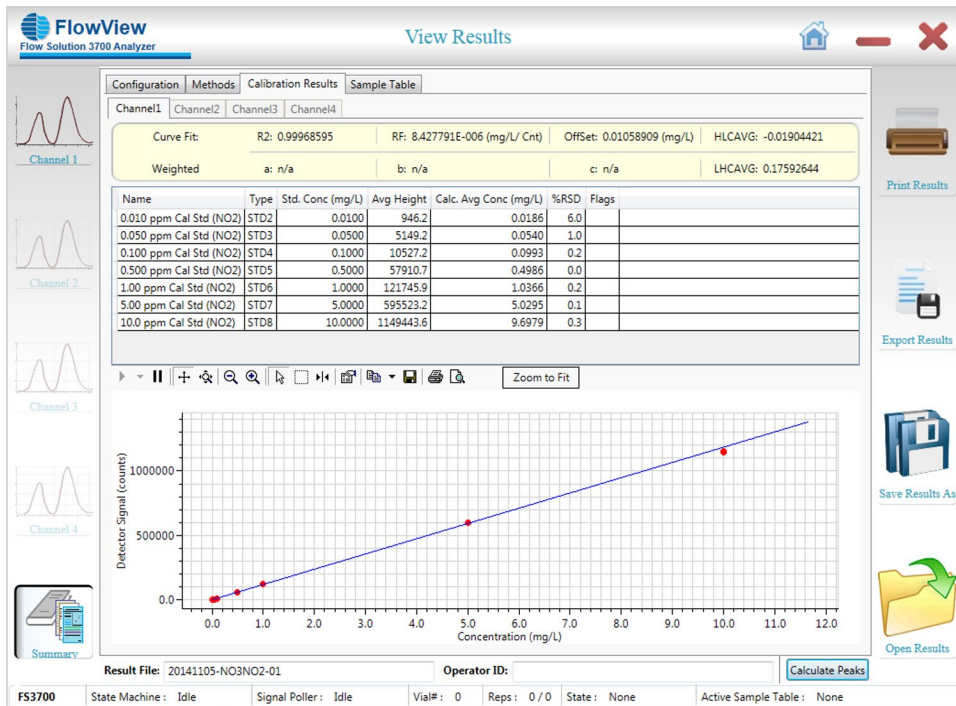 FlowView
Flow Solution 3700 Analyzer
View Results
Configuration Methods Calibration Results Sample Table
Channel1 Channel2 Channel3 Channel4
Curve Fit: R2: 0.99968595 RF: 8.427791E-006 (mg/L/ Cnt) OffSet: 0.01058909 (mg/L) HLCAVG: -0.01904421
Weighted a: n/a b: n/a c: n/a LHCAVG: 0.17592644
Name Type Std. Conc (mg/L) Avg Height Calc. Avg Conc (mg/L) %RSD Flags
0.010 ppm Cal Std (NO2) STD2 0.0100 946.2 0.0186 6.0
0.050 ppm Cal Std (NO2) STD3 0.0500 5149.2 0.0540 1.0
0.100 ppm Cal Std (NO2) STD4 0.1000 10527.2 0.0993 0.2
0.500 ppm Cal Std (NO2) STD5 0.5000 57910.7 0.4986 0.0
1.00 ppm Cal Std (NO2) STD6 1.0000 121745.9 1.0366 0.2
5.00 ppm Cal Std (NO2) STD7 5.0000 595523.2 5.0295 0.1
10.0 ppm Cal Std (NO2) STD8 10.0000 1149443.6 9.6979 0.3
Zoom to Fit
Detector Signal (counts)
1000000
500000
0.0
0.0 1.0 2.0 3.0 4.0 5.0 6.0 7.0 8.0 9.0 10.0 11.0 12.0
Concentration (mg/L)
Channel 1
Channel 2
Channel 3
Channel 4
Summary
Print Results
Export Results
Save Results As
Open Results
Result File: 20141105-NO3NO2-01 Operator ID: Calculate Peaks
FS3700 State Machine : Idle Signal Poller : Idle Vial# : 0 Reps : 0 / 0 State : None Active Sample Table : None